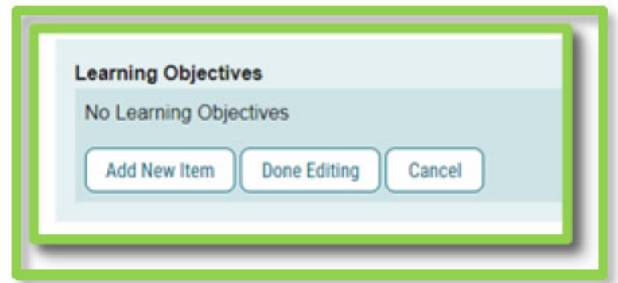 Learning Objectives
No Learning Objectives
Add New Item Done Editing Cancel